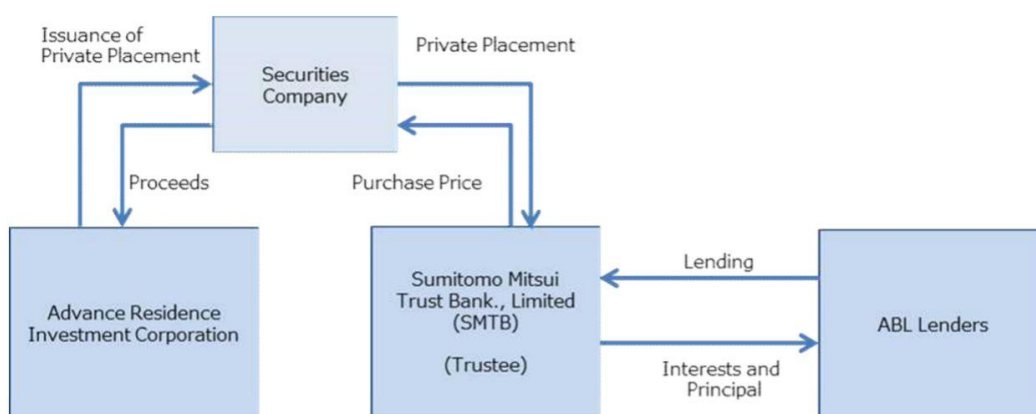 Issuance of
Private Placement
Securities
Company
Private Placement
Proceeds
Purchase Price
Advance Residence
Investment Corporation
Sumitomo Mitsui
Trust Bank., Limited
(SMTB)
(Trustee)
Lending
Interests and
Principal
ABL Lenders